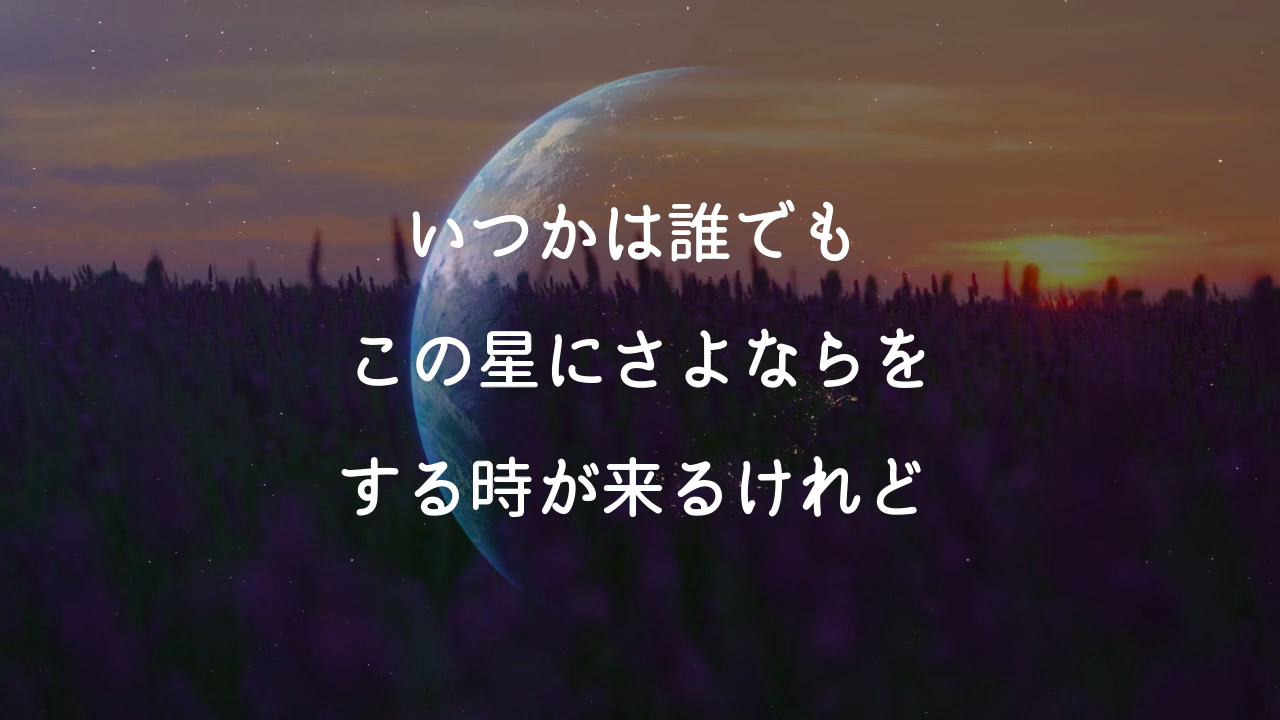 いつかは誰でも
この星にさよならを
する時が来るけれど